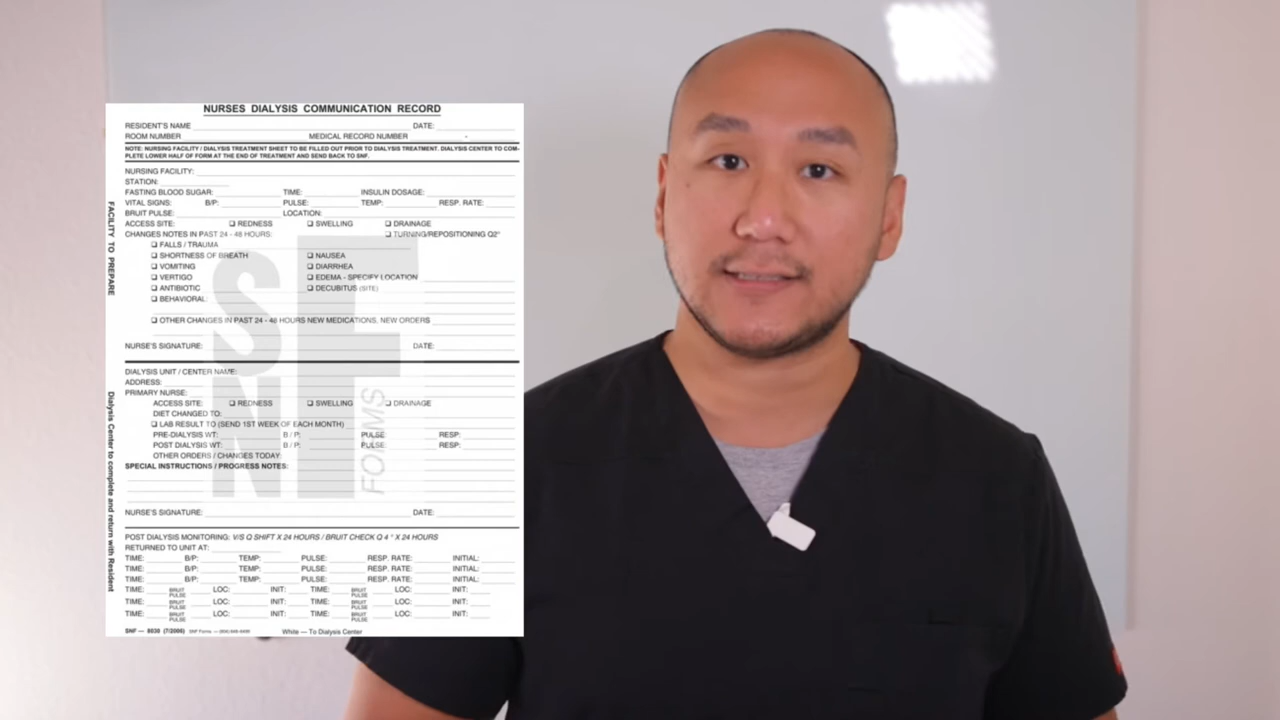 NURSES DIALYSIS COMMUNICATION RECORD
RESIDENT'S NAME DATE:
ROOM NUMBER MEDICAL RECORD NUMBER -
NOTE: NURSING FACILITY / DIALYSIS TREATMENT SHEET TO BE FILLED OUT PRIOR TO DIALYSIS TREATMENT. DIALYSIS CENTER TO COM-
PLETE LOWER HALF OF FORM AT THE END OF TREATMENT AND SEND BACK TO SNF.
FACILITY TO PREPARE
NURSING FACILITY:
STATION:
FASTING BLOOD SUGAR: TIME: INSULIN DOSAGE:
VITAL SIGNS: B/P: PULSE: TEMP: RESP. RATE:
BRUIT PULSE: LOCATION:
ACCESS SITE: ❑ REDNESS ❑ SWELLING ❑ DRAINAGE
CHANGES NOTES IN PAST 24 - 48 HOURS: ❑ TURNING/REPOSITIONING Q2°
❑ FALLS / TRAUMA
❑ SHORTNESS OF BREATH ❑ NAUSEA
❑ VOMITING ❑ DIARRHEA
❑ VERTIGO ❑ EDEMA - SPECIFY LOCATION
❑ ANTIBIOTIC ❑ DECUBITUS (SITE)
❑ BEHAVIORAL:
❑ OTHER CHANGES IN PAST 24 - 48 HOURS NEW MEDICATIONS, NEW ORDERS
NURSE'S SIGNATURE: DATE:
Dialysis Center to complete and return with Resident
DIALYSIS UNIT / CENTER NAME:
ADDRESS:
PRIMARY NURSE:
ACCESS SITE: ❑ REDNESS ❑ SWELLING ❑ DRAINAGE
DIET CHANGED TO:
❑ LAB RESULT TO (SEND 1ST WEEK OF EACH MONTH)
PRE-DIALYSIS WT: B / P: PULSE: RESP:
POST DIALYSIS WT: B / P: PULSE: RESP:
OTHER ORDERS / CHANGES TODAY:
SPECIAL INSTRUCTIONS / PROGRESS NOTES:
NURSE'S SIGNATURE: DATE:
POST DIALYSIS MONITORING: V/S Q SHIFT X 24 HOURS / BRUIT CHECK Q 4 ° X 24 HOURS
RETURNED TO UNIT AT:
TIME: B/P: TEMP: PULSE: RESP. RATE: INITIAL:
TIME: B/P: TEMP: PULSE: RESP. RATE: INITIAL:
TIME: B/P: TEMP: PULSE: RESP. RATE: INITIAL:
TIME: BRUIT PULSE LOC: INIT: TIME: BRUIT PULSE LOC: INIT:
TIME: BRUIT PULSE LOC: INIT: TIME: BRUIT PULSE LOC: INIT:
TIME: BRUIT PULSE LOC: INIT: TIME: BRUIT PULSE LOC: INIT:
SNF — 8038 (7/2006) SNF Forms White — To Dialysis Center
SNF
FORMS